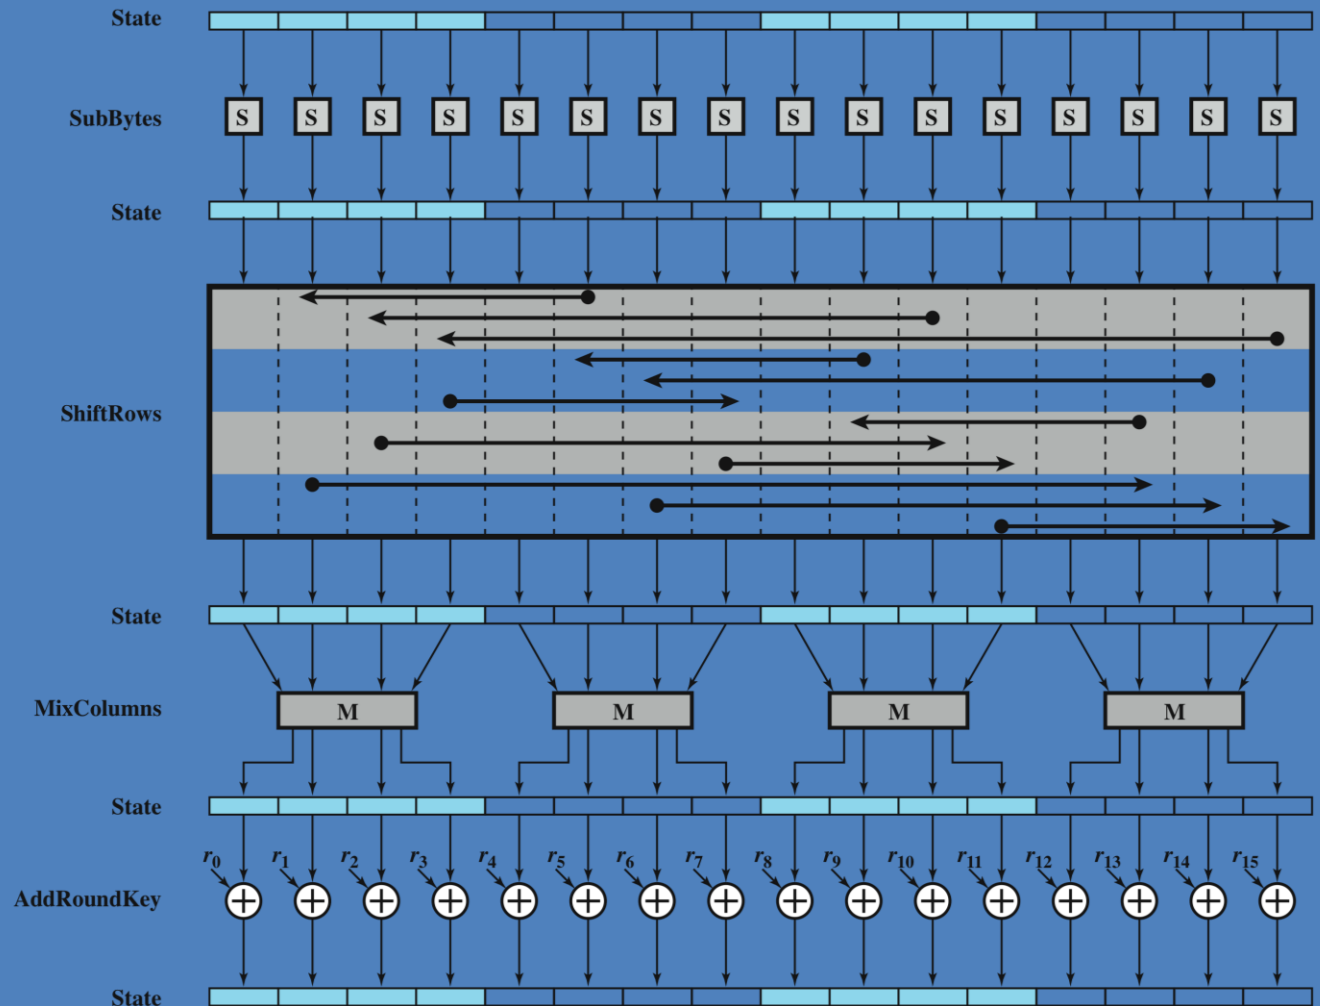 State
SubBytes S S S S S S S S S S S S S S S S
State
ShiftRows
State
MixColumns M M M M
State
r0 r1 r2 r3 r4 r5 r6 r7 r8 r9 r10 r11 r12 r13 r14 r15
AddRoundKey
State